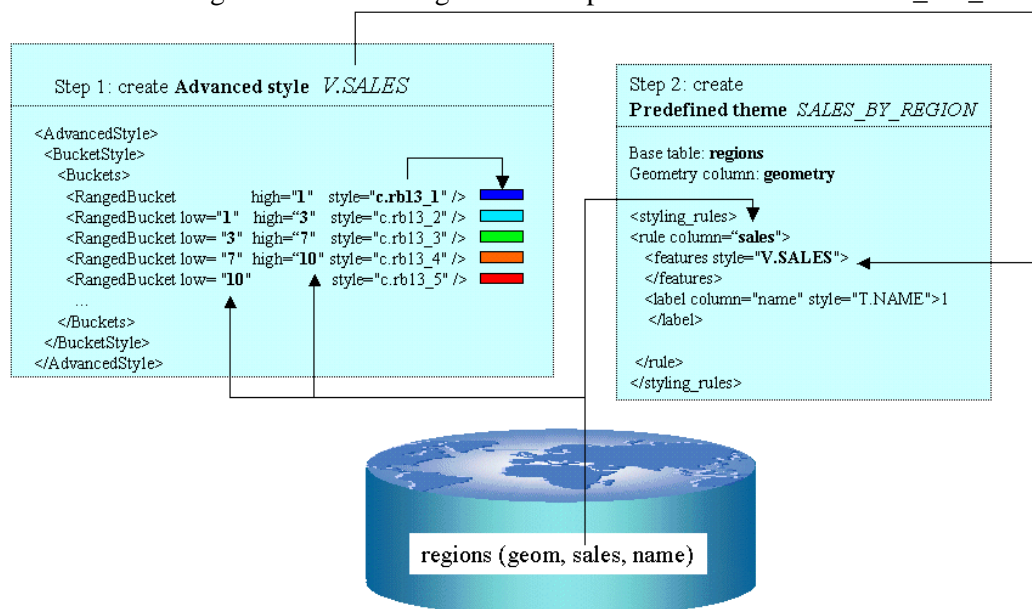 Step 1: create Advanced style V.SALES
<AdvancedStyle>
<BucketStyle>
<Buckets>
<RangedBucket high="1" style="c.rb13_1" />
<RangedBucket low="1" high="3" style="c.rb13_2" />
<RangedBucket low= "3" high="7" style="c.rb13_3" />
<RangedBucket low= "7" high="10" style="c.rb13_4" />
<RangedBucket low= "10" style="c.rb13_5" />
...
</Buckets>
</BucketStyle>
</AdvancedStyle>
Step 2: create
Predefined theme SALES_BY_REGION
Base table: regions
Geometry column: geometry
<styling_rules>
<rule column="sales">
<features style="V.SALES">
</features>
<label column="name" style="T.NAME">1
</label>
</rule>
</styling_rules>
regions (geom, sales, name)